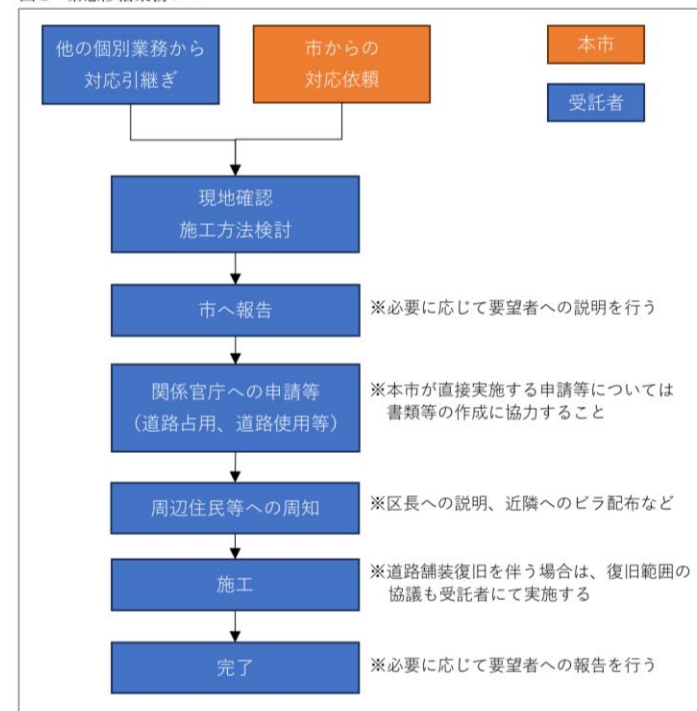 他の個別業務から
対応引継ぎ
市からの
対応依頼
本市
受託者
現地確認
施工方法検討
市へ報告
※必要に応じて要望者への説明を行う
関係官庁への申請等
（道路占用、道路使用等）
※本市が直接実施する申請等については
書類等の作成に協力すること
周辺住民等への周知
※区長への説明、近隣へのビラ配布など
施工
※道路舗装復旧を伴う場合は、復旧範囲の
協議も受託者にて実施する
完了
※必要に応じて要望者への報告を行う